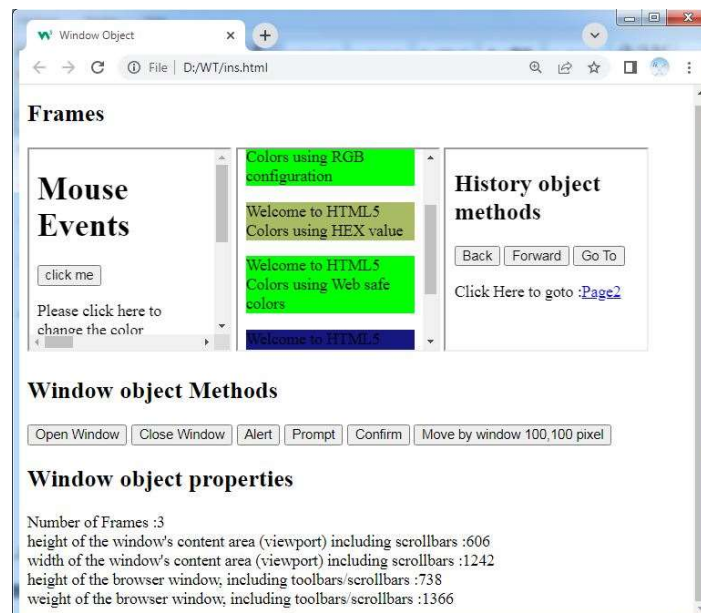 Window Object
File | D:/WT/ins.html
Frames
Mouse
Events
click me
Please click here to
change the color
Colors using RGB
configuration
Welcome to HTML5
Colors using HEX value
Welcome to HTML5
Colors using Web safe
colors
Welcome to HTML5
History object
methods
Back Forward Go To
Click Here to goto :Page2
Window object Methods
Open Window Close Window Alert Prompt Confirm Move by window 100,100 pixel
Window object properties
Number of Frames :3
height of the window's content area (viewport) including scrollbars :606
width of the window's content area (viewport) including scrollbars :1242
height of the browser window, including toolbars/scrollbars :738
weight of the browser window, including toolbars/scrollbars :1366